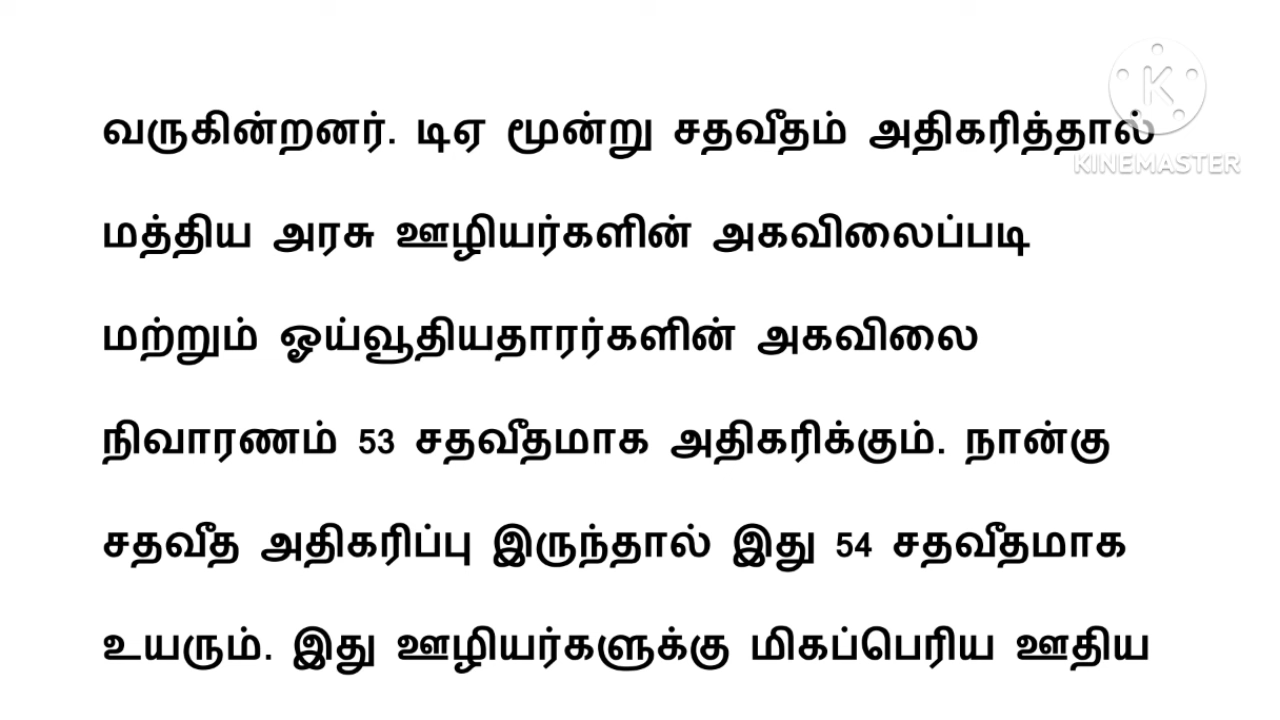 வருகின்றனர். டிஏ மூன்று சதவீதம் அதிகரித்தால்
KINEMASTER
மத்திய அரசு ஊழியர்களின் அகவிலைப்படி
மற்றும் ஓய்வூதியதாரர்களின் அகவிலை
நிவாரணம் 53 சதவீதமாக அதிகரிக்கும். நான்கு
சதவீத அதிகரிப்பு இருந்தால் இது 54 சதவீதமாக
உயரும். இது ஊழியர்களுக்கு மிகப்பெரிய ஊதிய